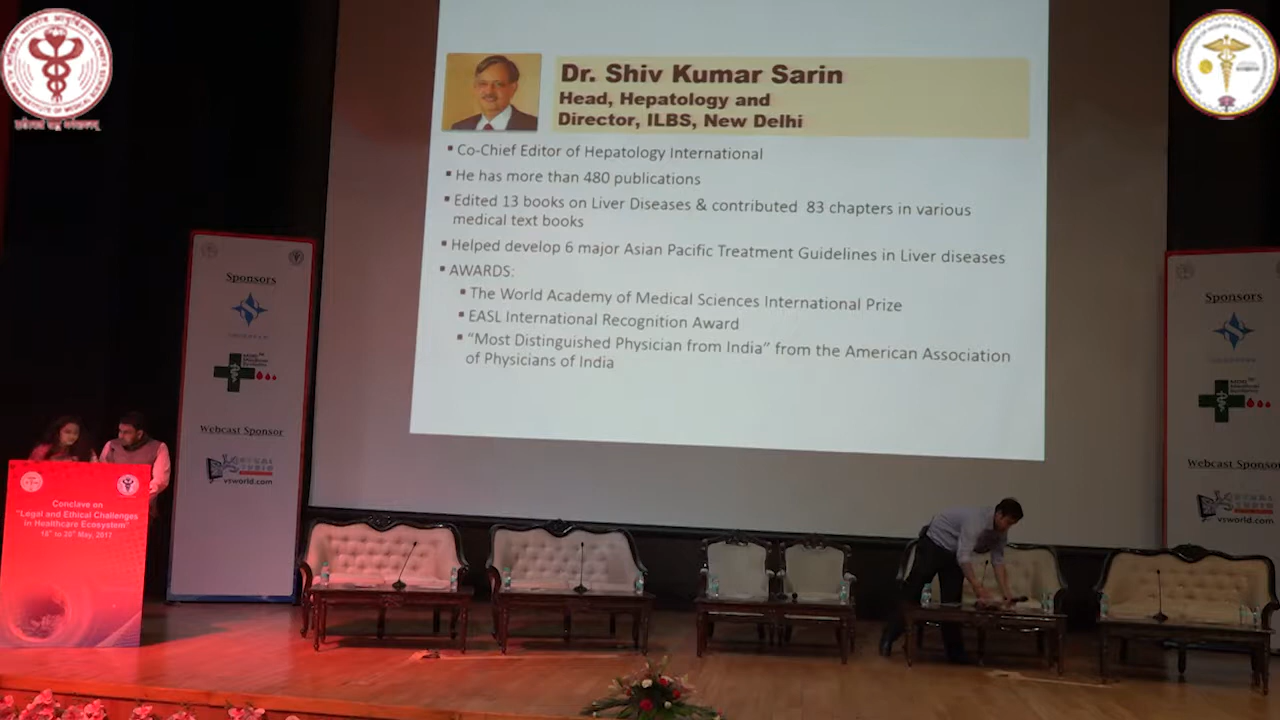 Dr. Shiv Kumar Sarin
Head, Hepatology and
Director, ILBS, New Delhi
Co-Chief Editor of Hepatology International
He has more than 480 publications
Edited 13 books on Liver Diseases & contributed 83 chapters in various
medical text books
Helped develop 6 major Asian Pacific Treatment Guidelines in Liver diseases
AWARDS:
The World Academy of Medical Sciences International Prize
EASL International Recognition Award
"Most Distinguished Physician from India" from the American Association
of Physicians of India
Sponsors
Webcast Sponsor
vsworld.com
Conclave on
"Legal and Ethical Challenges
in Healthcare Ecosystem"
2017
Sponsors
Webcast Sponsor
vsworld.com